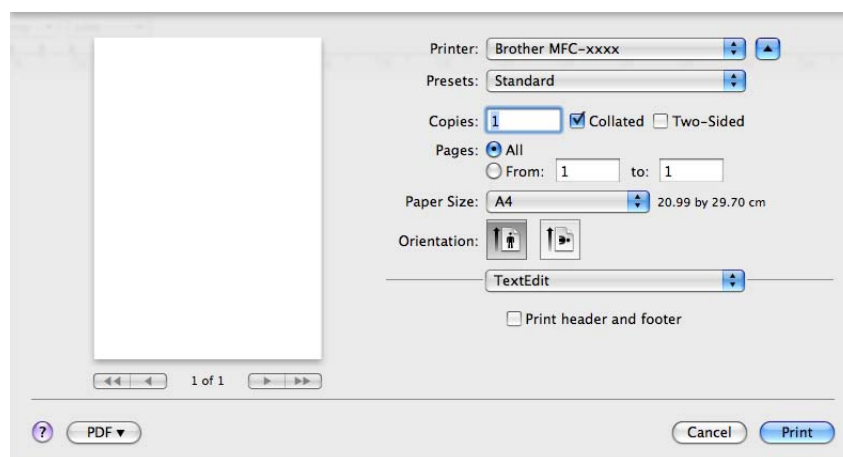 Printer: Brother MFC-xxxx
Presets: Standard
Copies: 1 Collated Two-Sided
Pages: All
From: 1 to: 1
Paper Size: A4 20.99 by 29.70 cm
Orientation:
TextEdit
Print header and footer
1 of 1
? PDF▼ Cancel Print